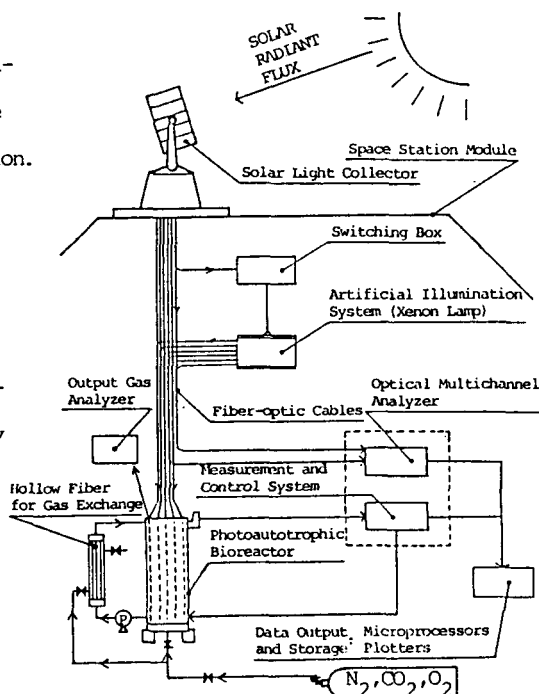 SOLAR
RADIANT
FLUX
Space Station Module
Solar Light Collector
Switching Box
Artificial Illumination
System (Xenon Lamp)
Output Gas
Analyzer
Optical Multichannel
Analyzer
Fiber-optic Cables
Measurement and
Control System
Hollow Fiber
for Gas Exchange
Photoautotrophic
Bioreactor
P
Data Output
and Storage
: Microprocessors
Plotters
N2,CO2,O2